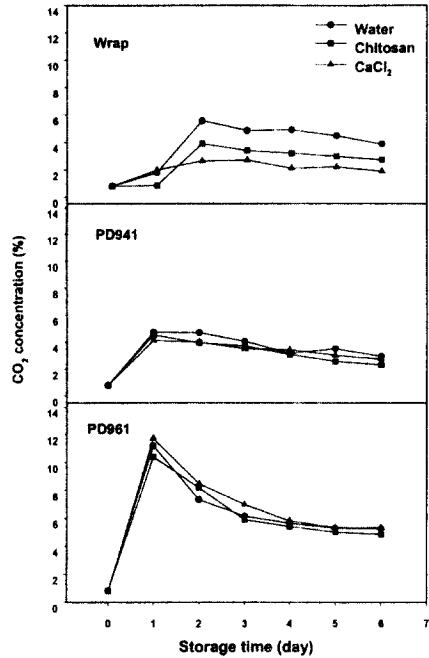 14
12
10
8
6
4
2
0
Wrap
Water
Chitosan
CaCl₂
14
12
10
8
6
4
2
0
PD941
CO₂ concentration (%)
14
12
10
8
6
4
2
0
PD961
0 1 2 3 4 5 6 7
Storage time (day)